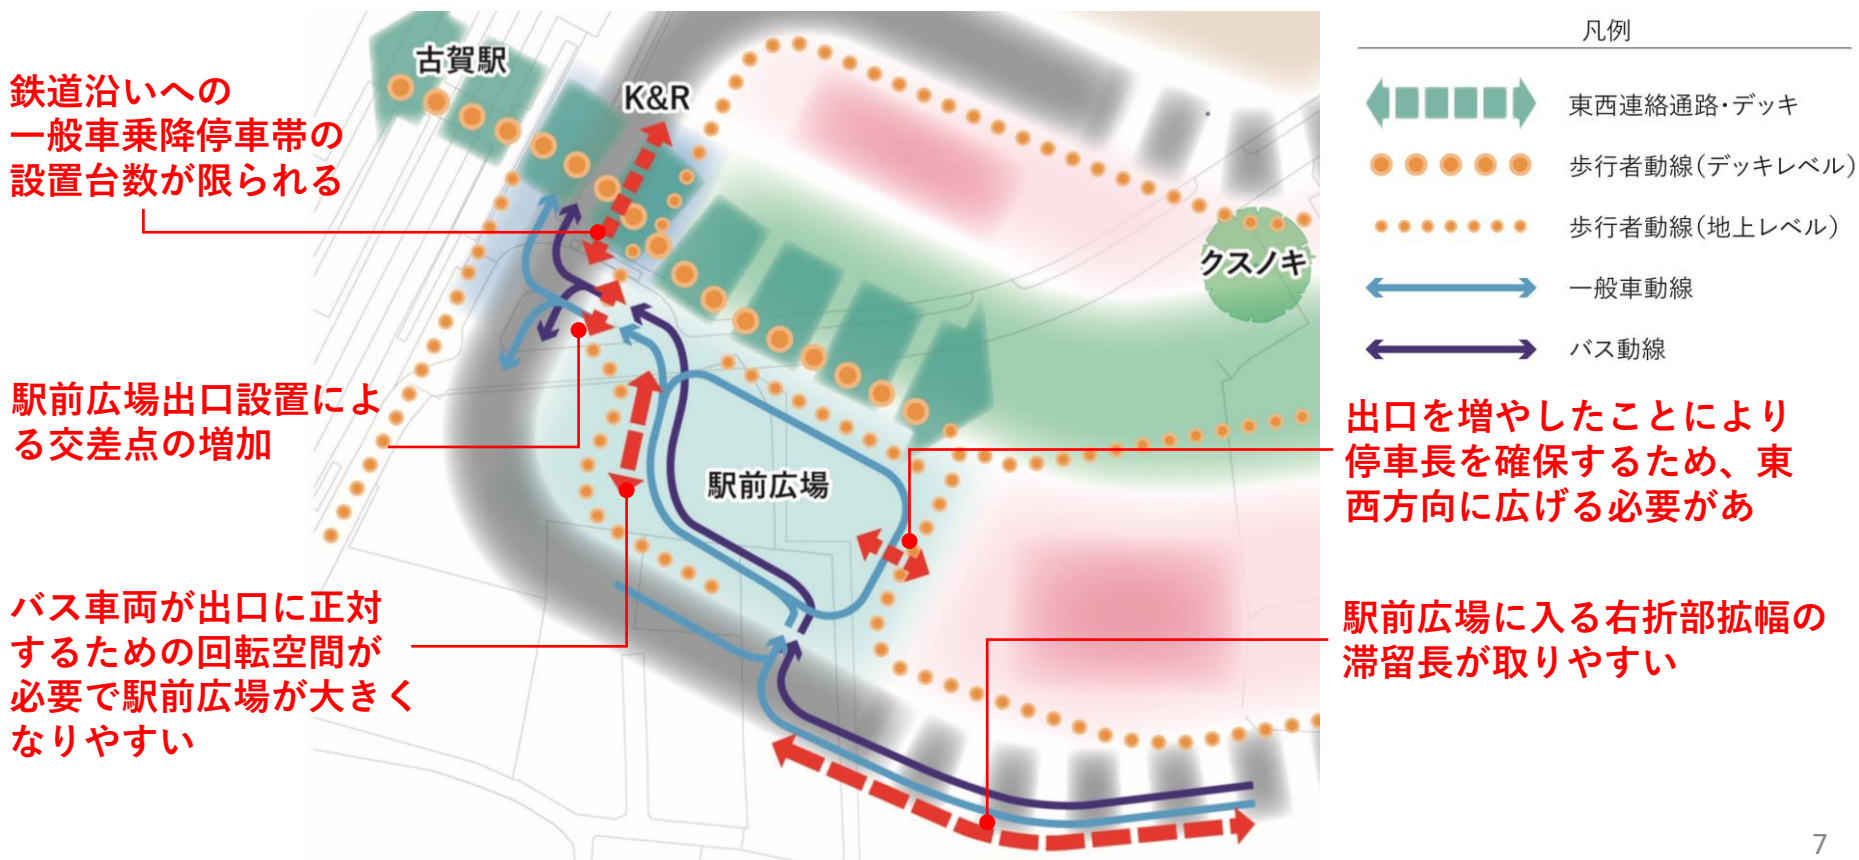 鉄道沿いへの
一般車乗降停車帯の
設置台数が限られる
駅前広場出口設置によ
る交差点の増加
バス車両が出口に正対
するための回転空間が
必要で駅前広場が大きく
なりやすい
古賀駅
K&R
クスノキ
駅前広場
凡例
東西連絡通路・デッキ
歩行者動線(デッキレベル)
歩行者動線(地上レベル)
一般車動線
バス動線
出口を増やしたことにより
停車長を確保するため、東
西方向に広げる必要があ
駅前広場に入る右折部拡幅の
滞留長が取りやすい
7